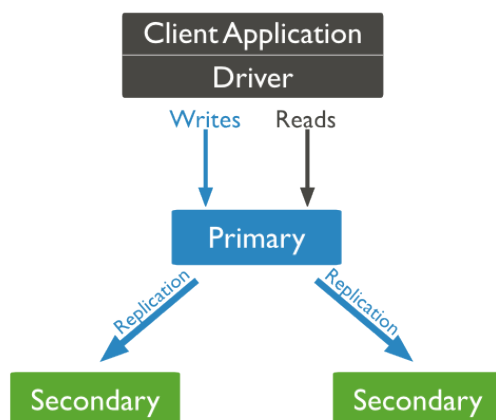 Client Application
Driver
Writes Reads
Primary
Replication Replication
Secondary Secondary